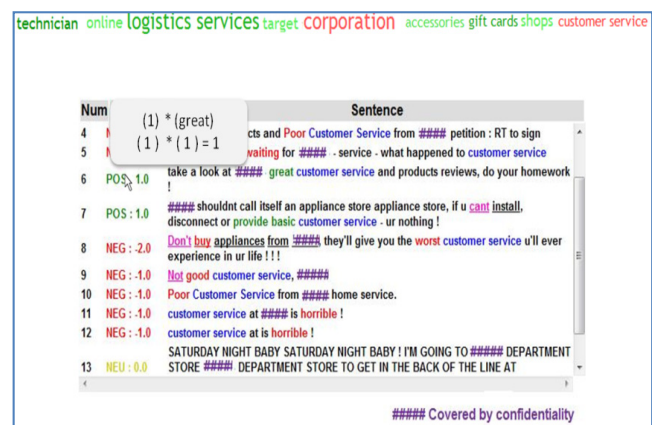 technician online logistics services target corporation accessories gift cards shops customer service
Num Sentence
(1) * (great)
(1) * (1) = 1
4 N cts and Poor Customer Service from #### petition : RT to sign
5 N waiting for #### - service - what happened to customer service
6 POS : 1.0 take a look at #### - great customer service and products reviews, do your homework
!
7 POS : 1.0 #### shouldnt call itself an appliance store appliance store, if u cant install,
disconnect or provide basic customer service - ur nothing !
8 NEG : -2.0 Don't buy appliances from ####, they'll give you the worst customer service u'll ever
experience in ur life ! ! !
9 NEG : -1.0 Not good customer service, #####
10 NEG : -1.0 Poor Customer Service from #### home service.
11 NEG : -1.0 customer service at #### is horrible !
12 NEG : -1.0 customer service at is horrible !
SATURDAY NIGHT BABY SATURDAY NIGHT BABY ! I'M GOING TO ##### DEPARTMENT
13 NEU : 0.0 STORE ####. DEPARTMENT STORE TO GET IN THE BACK OF THE LINE AT
##### Covered by confidentiality